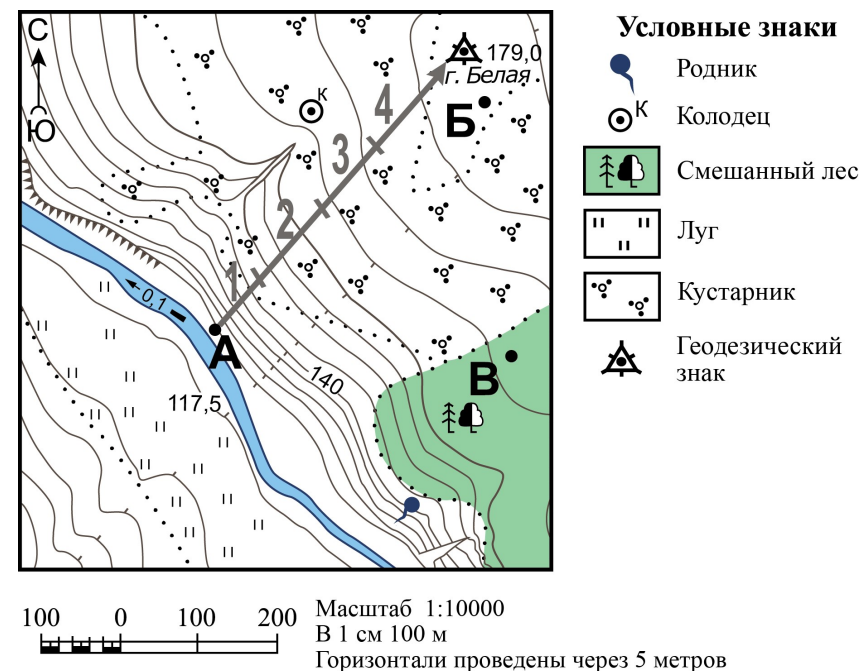 С
Ю
К
179,0
г. Белая
4
Б
3
2
1
0,1
А
140
В
117,5
Условные знаки
Родник
К
Колодец
Смешанный лес
Луг
Кустарник
Геодезический
знак
100 0 100 200
Масштаб 1:10000
В 1 см 100 м
Горизонтали проведены через 5 метров